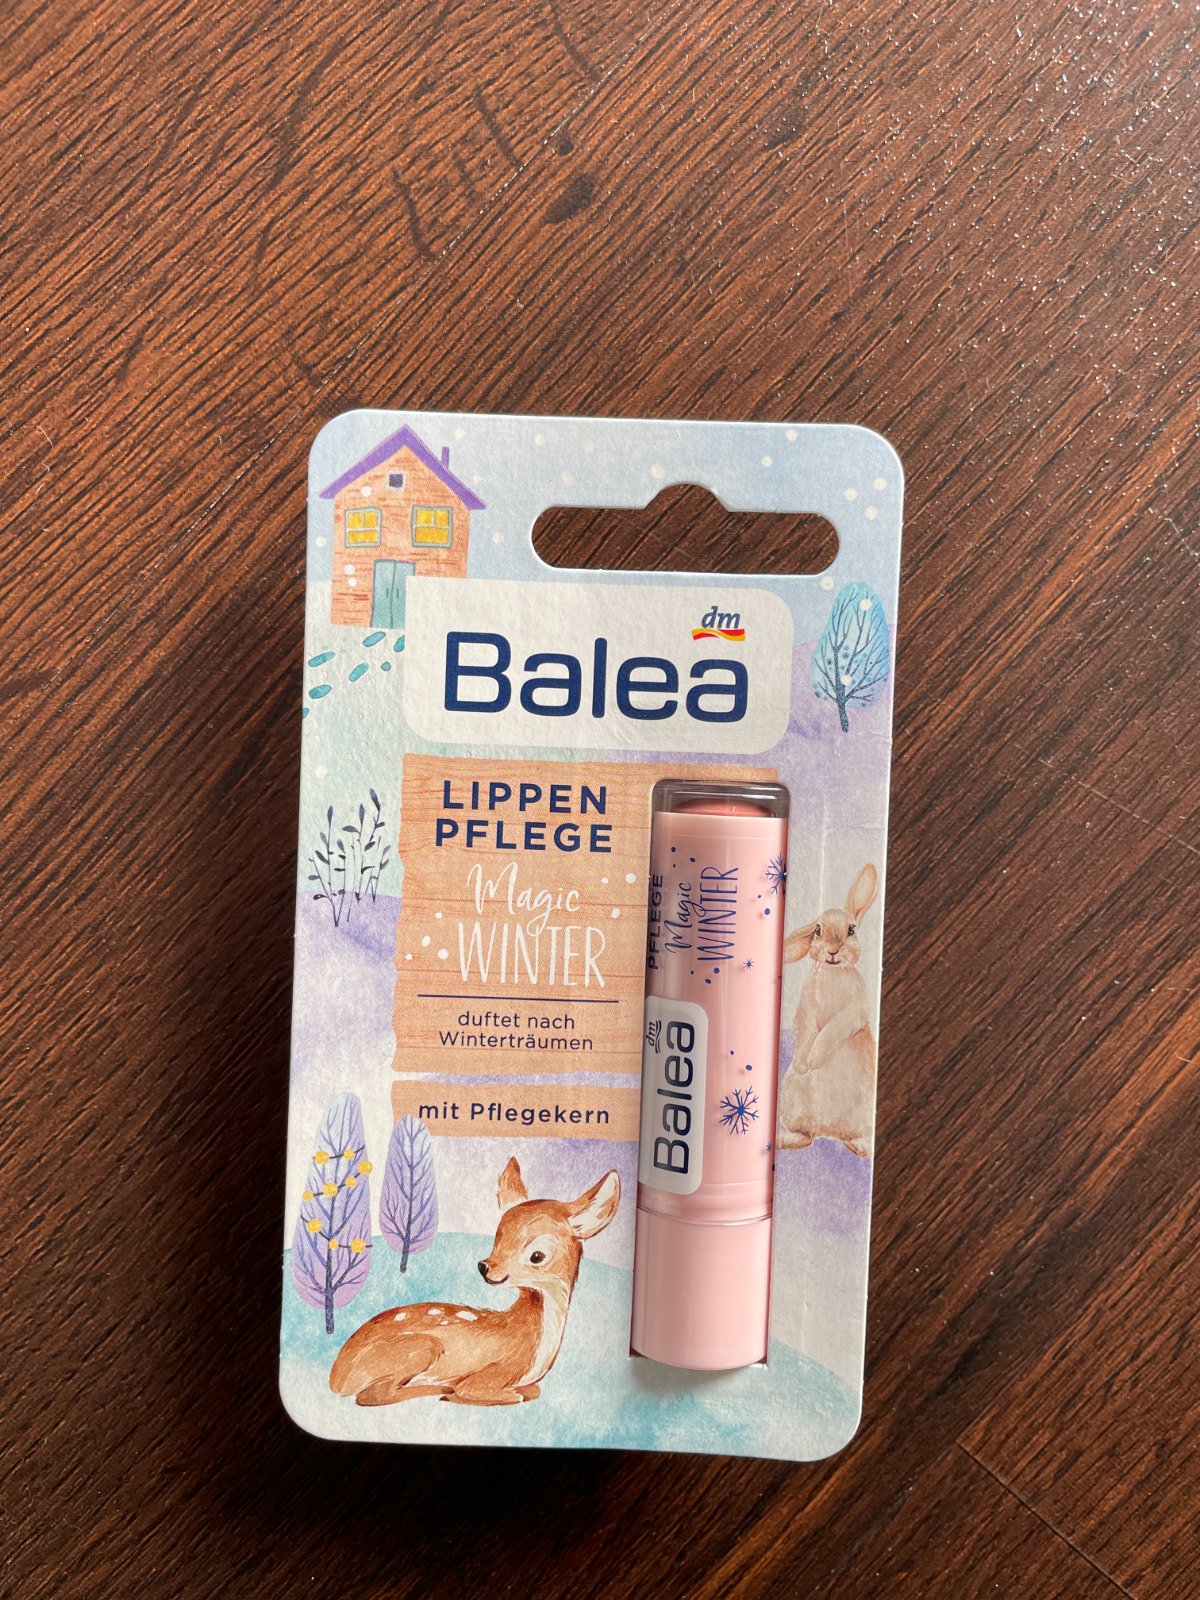 dm
Balea
LIPPEN
PFLEGE
Magic
WINTER
duftet nach
Winterträumen
mit Pflegekern
PFLEGE
Magic
WINTER
dm
Balea